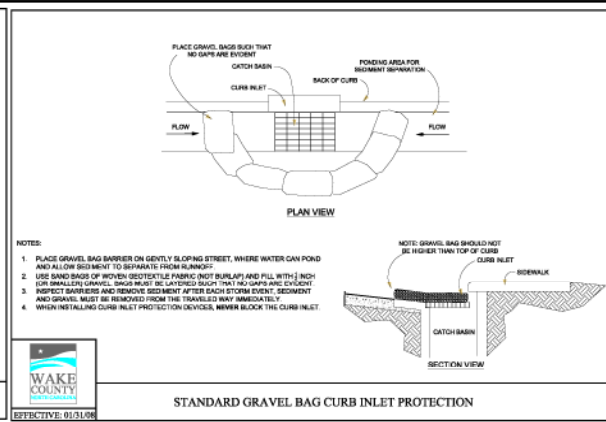 PLACE GRAVEL BAGS SUCH THAT
NO GAPS ARE EVIDENT
CATCH BASIN
CURB INLET
BACK OF CURB
PONDING AREA FOR
SEDIMENT SEPARATION
FLOW
FLOW
PLAN VIEW
NOTES:
1. PLACE GRAVEL BAG BARRIER ON GENTLY SLOPING STREET, WHERE WATER CAN POND
AND ALLOW SEDIMENT TO SEPARATE FROM RUNNOFF.
2. USE SAND BAGS OF WOVEN GEOTEXTILE FABRIC (NOT BURLAP) AND FILL WITH INCH
(OR SMALLER) GRAVEL. BAGS MUST BE LAYERED SUCH THAT NO GAPS ARE EVIDENT.
3. INSPECT BARRIERS AND REMOVE SEDIMENT AFTER EACH STORM EVENT, SEDIMENT
AND GRAVEL MUST BE REMOVED FROM THE TRAVELED WAY IMMEDIATELY.
4. WHEN INSTALLING CURB INLET PROTECTION DEVICES, NEVER BLOCK THE CURB INLET.
NOTE: GRAVEL BAG SHOULD NOT
BE HIGHER THAN TOP OF CURB
CURB INLET
SIDEWALK
CATCH BASIN
SECTION VIEW
WAKE
COUNTY
NORTH CAROLINA
EFFECTIVE: 01/31/08
STANDARD GRAVEL BAG CURB INLET PROTECTION